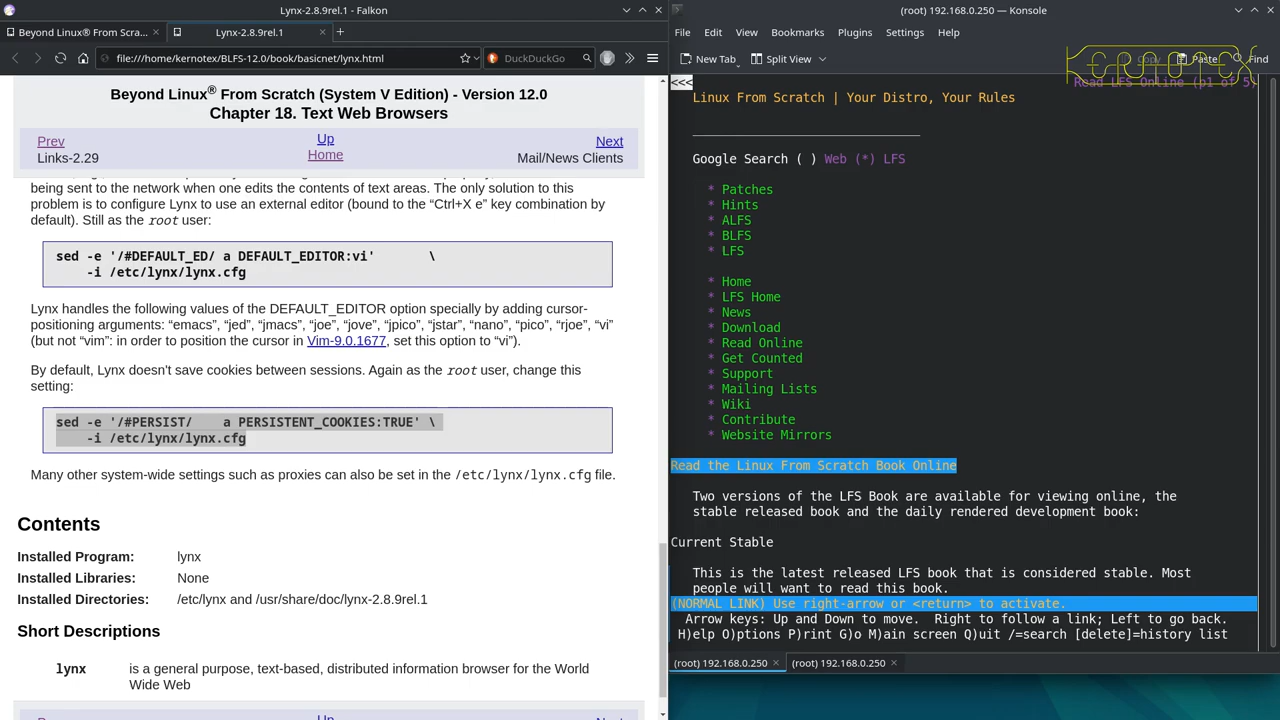 Lynx-2.8.9rel.1 - Falkon
Beyond Linux® From Scra...
Lynx-2.8.9rel.1
file:///home/kernotex/BLFS-12.0/book/basicnet/lynx.html
DuckDuckGo
Beyond Linux® From Scratch (System V Edition) - Version 12.0
Chapter 18. Text Web Browsers
Prev Up Next
Links-2.29 Home Mail/News Clients
being sent to the network when one edits the contents of text areas. The only solution to this
problem is to configure Lynx to use an external editor (bound to the “Ctrl+X e” key combination by
default). Still as the root user:
sed -e '/#DEFAULT_ED/ a DEFAULT_EDITOR:vi' \
-i /etc/lynx/lynx.cfg
Lynx handles the following values of the DEFAULT_EDITOR option specially by adding cursor-
positioning arguments: “emacs”, “jed”, “jmacs”, “joe”, “jove”, “jpico”, “jstar”, “nano”, “pico”, “rjoe”, “vi”
(but not “vim”: in order to position the cursor in Vim-9.0.1677, set this option to “vi”).
By default, Lynx doesn't save cookies between sessions. Again as the root user, change this
setting:
sed -e '/#PERSIST/ a PERSISTENT_COOKIES:TRUE' \
-i /etc/lynx/lynx.cfg
Many other system-wide settings such as proxies can also be set in the /etc/lynx/lynx.cfg file.
Contents
Installed Program: lynx
Installed Libraries: None
Installed Directories: /etc/lynx and /usr/share/doc/lynx-2.8.9rel.1
Short Descriptions
lynx is a general purpose, text-based, distributed information browser for the World
Wide Web
Prev Up Next
(root) 192.168.0.250 — Konsole
File Edit View Bookmarks Plugins Settings Help
New Tab Split View Copy Paste Find
kernotex
<<< Read LFS Online (p1 of 5)
Linux From Scratch | Your Distro, Your Rules
______________________________
Google Search ( ) Web (*) LFS
* Patches
* Hints
* ALFS
* BLFS
* LFS
* Home
* LFS Home
* News
* Download
* Read Online
* Get Counted
* Support
* Mailing Lists
* Wiki
* Contribute
* Website Mirrors
Read the Linux From Scratch Book Online
Two versions of the LFS Book are available for viewing online, the
stable released book and the daily rendered development book:
Current Stable
This is the latest released LFS book that is considered stable. Most
people will want to read this book.
(NORMAL LINK) Use right-arrow or <return> to activate.
Arrow keys: Up and Down to move. Right to follow a link; Left to go back.
H)elp O)ptions P)rint G)o M)ain screen Q)uit /=search [delete]=history list
(root) 192.168.0.250
(root) 192.168.0.250